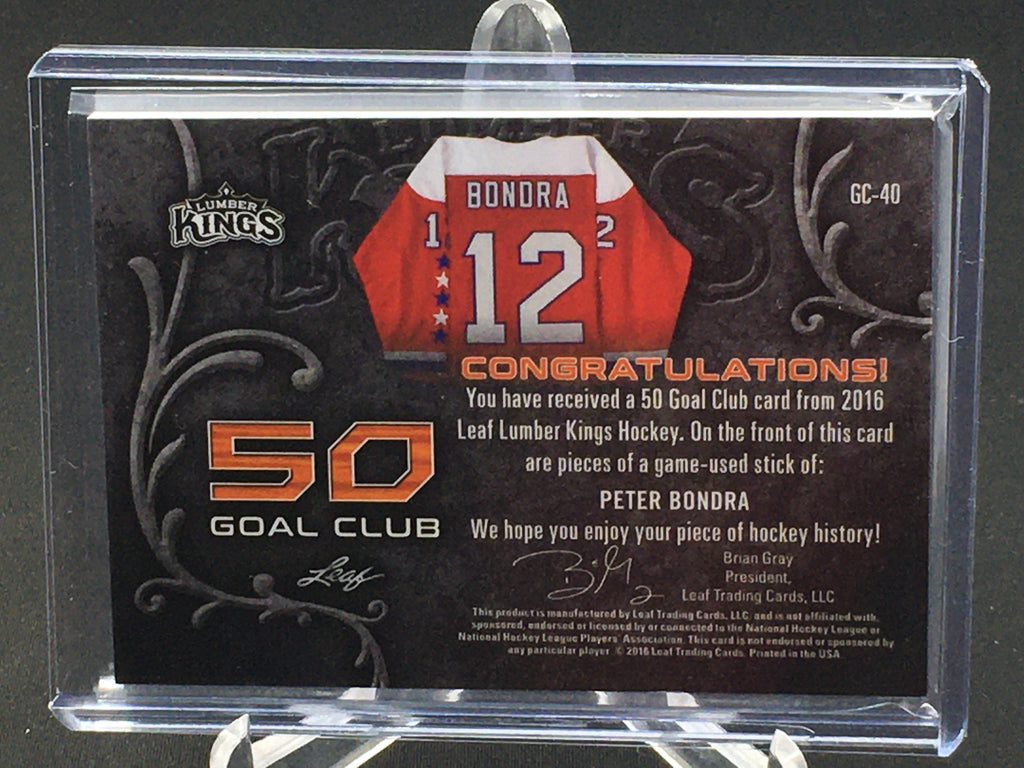 LUMBER
KINGS
BONDRA
1 12 2
GC-40
CONGRATULATIONS!
You have received a 50 Goal Club card from 2016
Leaf Lumber Kings Hockey. On the front of this card
are pieces of a game-used stick of:
PETER BONDRA
We hope you enjoy your piece of hockey history!
50
GOAL CLUB
Leaf
Brian Gray
President,
Leaf Trading Cards, LLC
This product is manufactured by Leaf Trading Cards, LLC. and is not affiliated with,
sponsored, endorsed or licensed by or connected to the National Hockey League or
National Hockey League Players' Association. This card is not endorsed or sponsored by
any particular player. © 2016 Leaf Trading Cards. Printed in the USA.